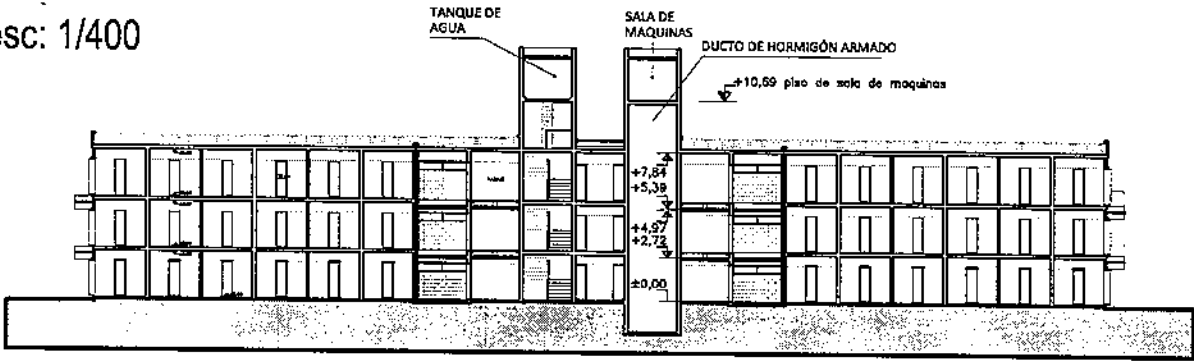 esc: 1/400
TANQUE DE
AGUA
SALA DE
MAQUINAS
DUCTO DE HORMIGÓN ARMADO
+10,69 piso de sala de maquinas
+7,84
+5,39
+4,97
+2,72
±0,00